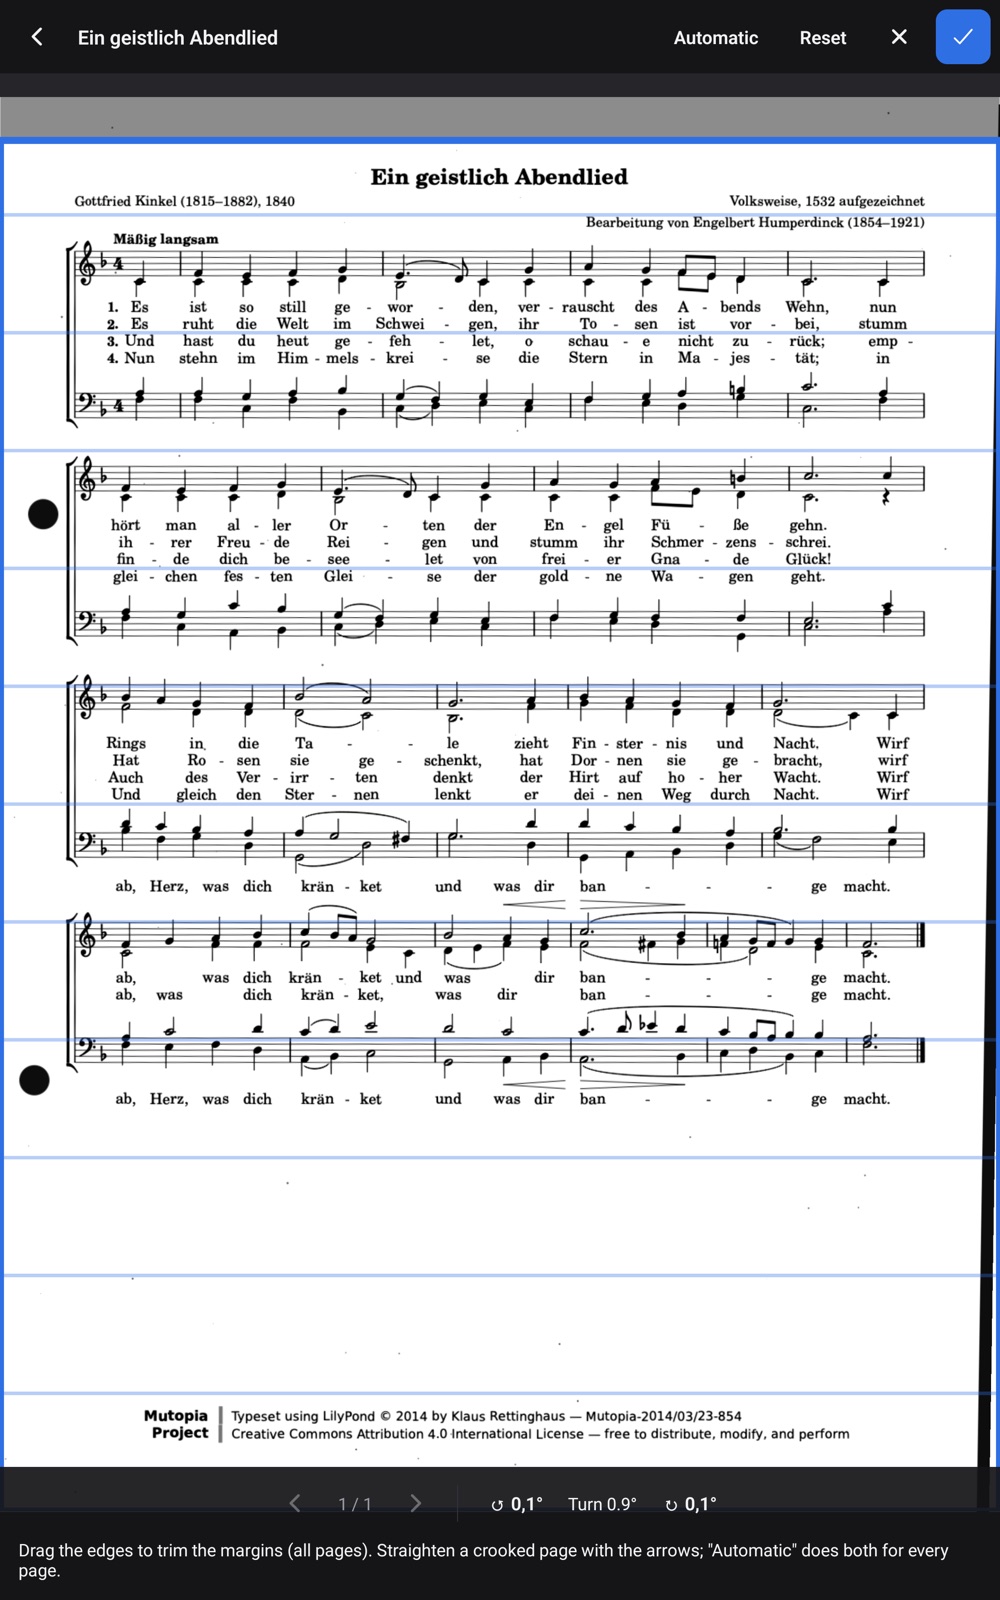 Ein geistlich Abendlied
Automatic
Reset
Ein geistlich Abendlied
Gottfried Kinkel (1815–1882), 1840
Volksweise, 1532 aufgezeichnet
Bearbeitung von Engelbert Humperdinck (1854–1921)
Mäßig langsam
1. Es ist so still ge - wor - den, ver - rauscht des A - bends Wehn, nun
2. Es ruht die Welt im Schwei - gen, ihr To - sen ist vor - bei, stumm
3. Und hast du heut ge - feh - let, o schau - e nicht zu - rück; emp -
4. Nun stehn im Him - mels - krei - se die Stern in Ma - jes - tät; in
hört man al - ler Or - ten der En - gel Fü - ße gehn.
ih - rer Freu - de Rei - gen und stumm ihr Schmer - zens - schrei.
fin - de dich be - see - let von frei - er Gna - de Glück!
glei - chen fes - ten Glei - se der gold - ne Wa - gen geht.
Rings in die Ta - - le zieht Fin - ster - nis und Nacht. Wirf
Hat Ro - sen sie ge - schenkt, hat Dor - nen sie ge - bracht, wirf
Auch des Ver - irr - ten denkt der Hirt auf ho - her Wacht. Wirf
Und gleich den Ster - nen lenkt er dei - nen Weg durch Nacht. Wirf
ab, Herz, was dich krän - ket und was dir ban - - - ge macht.
ab, was dich krän - ket und was dir ban - - - ge macht.
ab, was dich krän - ket, was dir ban - - - ge macht.
ab, Herz, was dich krän - ket und was dir ban - - - ge macht.
Mutopia Project
Typeset using LilyPond © 2014 by Klaus Rettinghaus — Mutopia-2014/03/23-854
Creative Commons Attribution 4.0 International License — free to distribute, modify, and perform
1 / 1
↺ 0,1° Turn 0.9° ↻ 0,1°
Drag the edges to trim the margins (all pages). Straighten a crooked page with the arrows; "Automatic" does both for every
page.